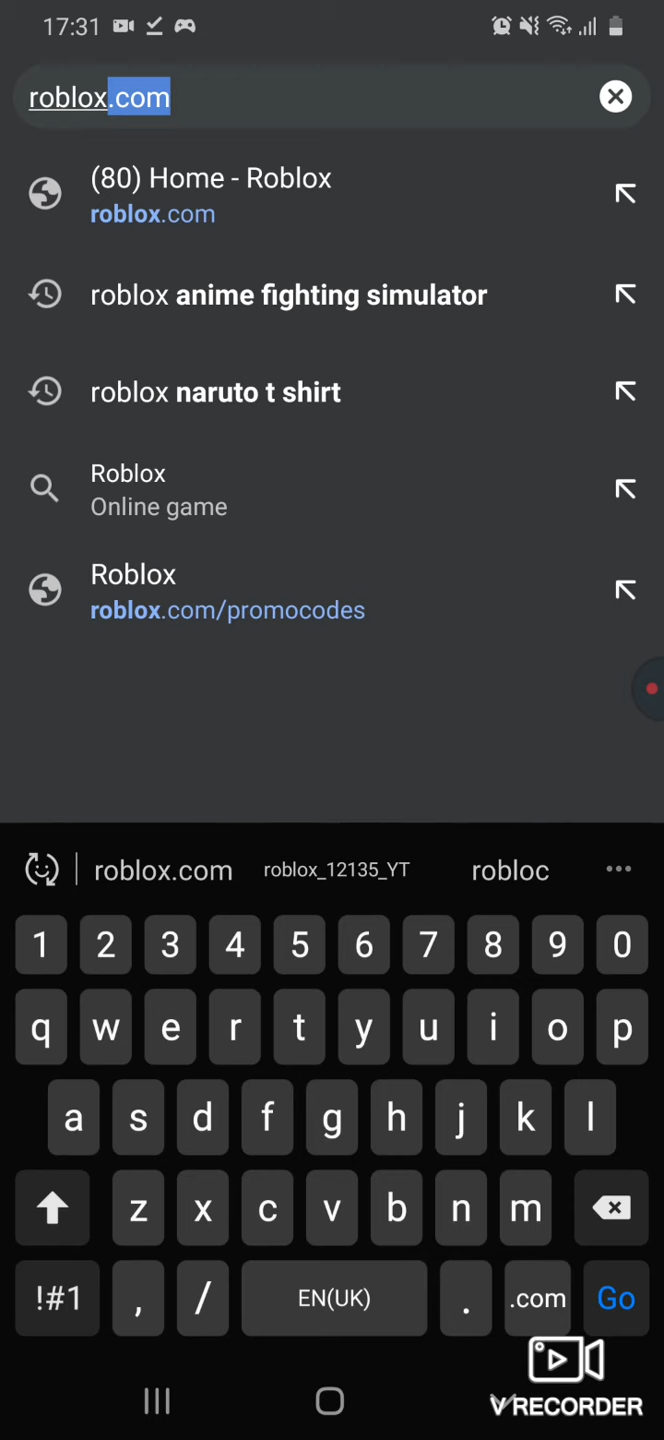 17:31
roblox.com
(80) Home - Roblox
roblox.com
roblox anime fighting simulator
roblox naruto t shirt
Roblox
Online game
Roblox
roblox.com/promocodes
roblox.com roblox_12135_YT robloc
1 2 3 4 5 6 7 8 9 0
q w e r t y u i o p
a s d f g h j k l
z x c v b n m
!#1 , / EN(UK) . .com Go
VRECORDER